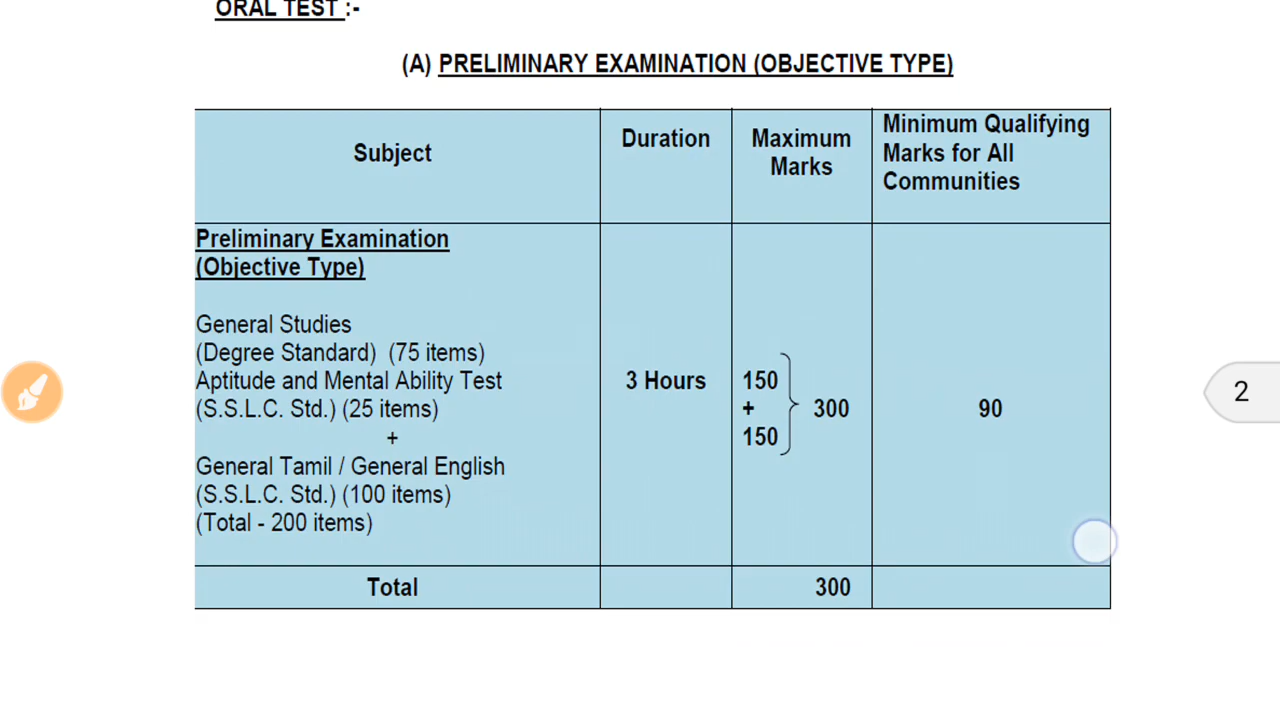 ORAL TEST :-
(A) PRELIMINARY EXAMINATION (OBJECTIVE TYPE)
Subject
Duration
Maximum
Marks
Minimum Qualifying
Marks for All
Communities
Preliminary Examination
(Objective Type)
General Studies
(Degree Standard) (75 items)
Aptitude and Mental Ability Test
(S.S.L.C. Std.) (25 items)
+
General Tamil / General English
(S.S.L.C. Std.) (100 items)
(Total - 200 items)
3 Hours
150
+
150
300
90
Total
300
2